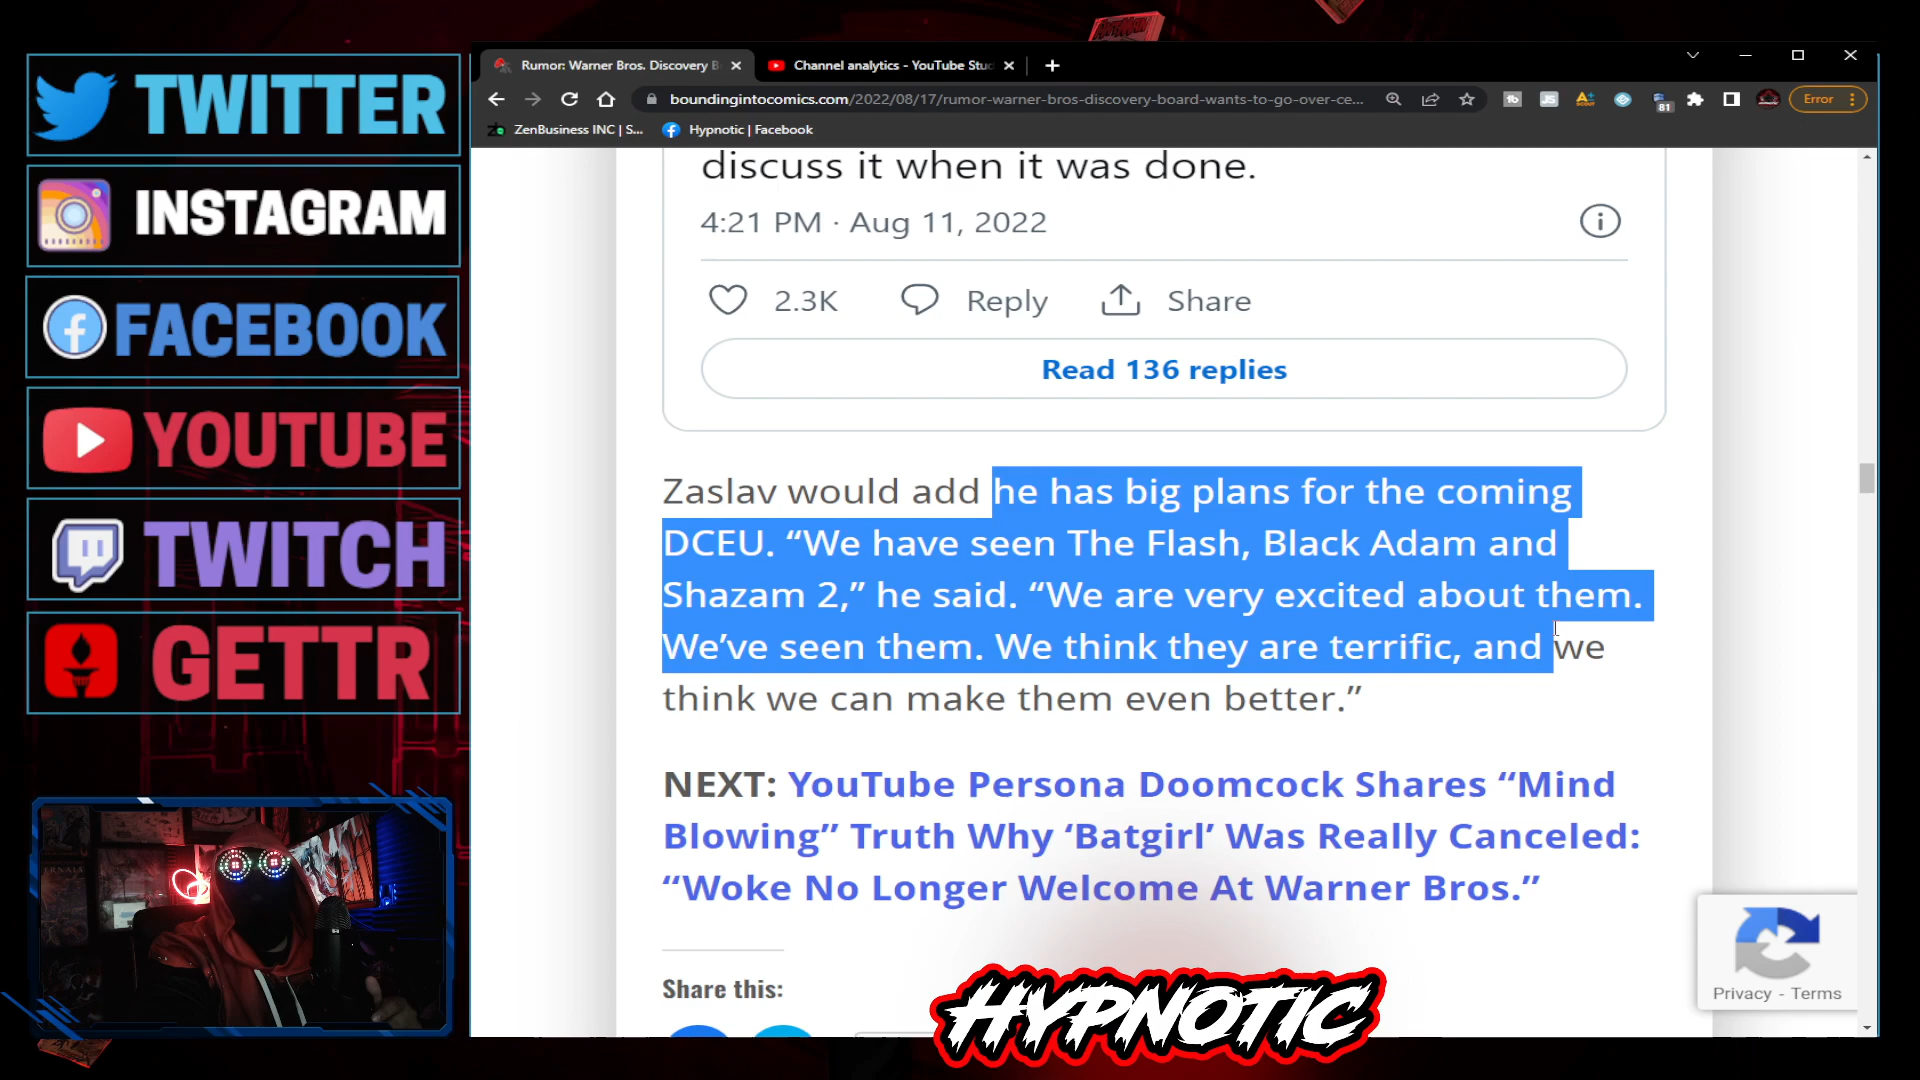 TWITTER
INSTAGRAM
FACEBOOK
YOUTUBE
TWITCH
GETTR
Rumor: Warner Bros. Discovery B
Channel analytics - YouTube Stu
boundingintocomics.com/2022/08/17/rumor-warner-bros-discovery-board-wants-to-go-over-ce...
81
Error
ZenBusiness INC | S...
Hypnotic | Facebook
discuss it when it was done.
4:21 PM · Aug 11, 2022
2.3K
Reply
Share
Read 136 replies
Zaslav would add he has big plans for the coming
DCEU. “We have seen The Flash, Black Adam and
Shazam 2,” he said. “We are very excited about them.
We’ve seen them. We think they are terrific, and we
think we can make them even better.”
NEXT: YouTube Persona Doomcock Shares “Mind
Blowing” Truth Why ‘Batgirl’ Was Really Canceled:
“Woke No Longer Welcome At Warner Bros.”
Share this:
Privacy - Terms
HYPNOTIC